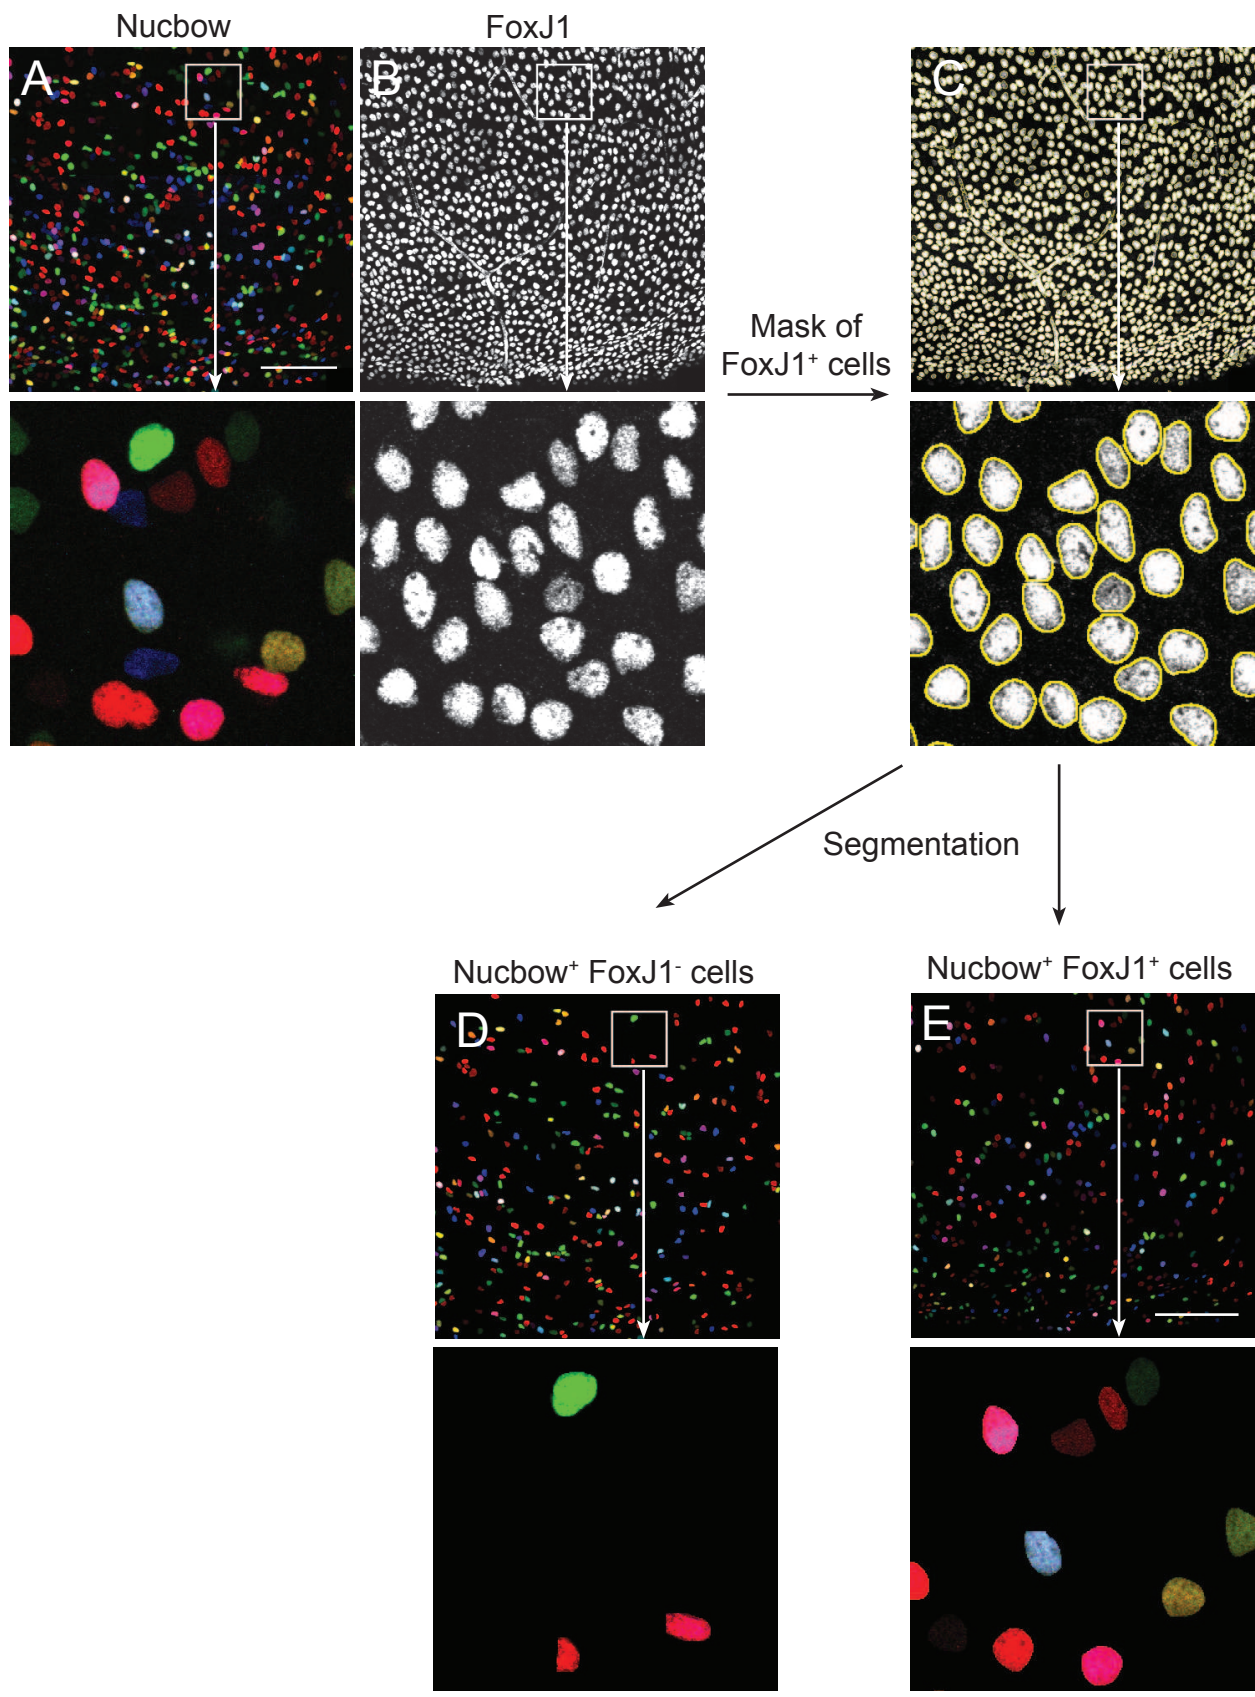 Nucbow
FoxJ1
A
B
C
Mask of
FoxJ1⁺ cells
Segmentation
Nucbow⁺ FoxJ1⁻ cells
Nucbow⁺ FoxJ1⁺ cells
D
E